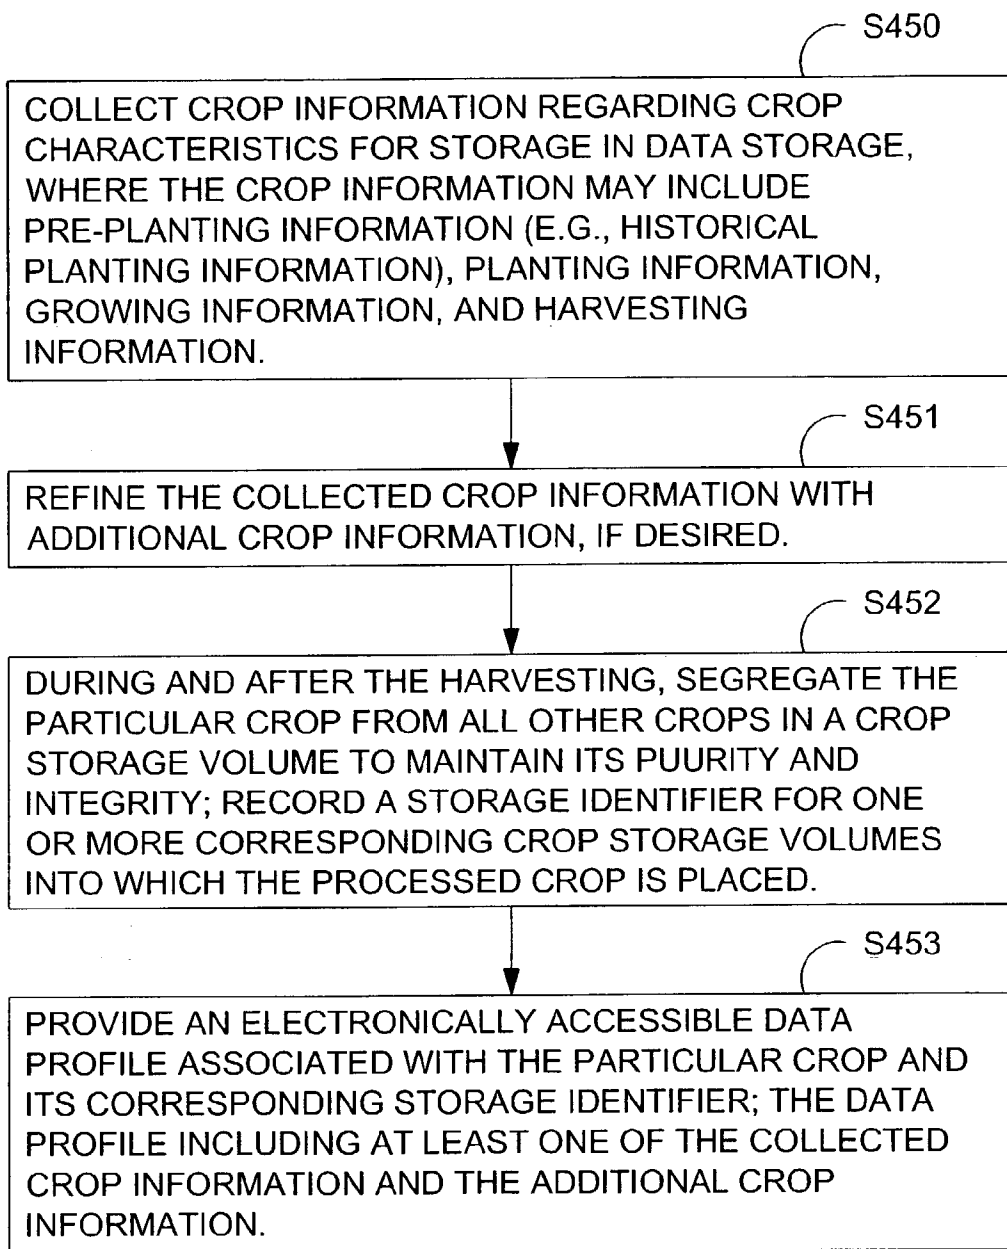 S450
COLLECT CROP INFORMATION REGARDING CROP
CHARACTERISTICS FOR STORAGE IN DATA STORAGE,
WHERE THE CROP INFORMATION MAY INCLUDE
PRE-PLANTING INFORMATION (E.G., HISTORICAL
PLANTING INFORMATION), PLANTING INFORMATION,
GROWING INFORMATION, AND HARVESTING
INFORMATION.
S451
REFINE THE COLLECTED CROP INFORMATION WITH
ADDITIONAL CROP INFORMATION, IF DESIRED.
S452
DURING AND AFTER THE HARVESTING, SEGREGATE THE
PARTICULAR CROP FROM ALL OTHER CROPS IN A CROP
STORAGE VOLUME TO MAINTAIN ITS PUURITY AND
INTEGRITY; RECORD A STORAGE IDENTIFIER FOR ONE
OR MORE CORRESPONDING CROP STORAGE VOLUMES
INTO WHICH THE PROCESSED CROP IS PLACED.
S453
PROVIDE AN ELECTRONICALLY ACCESSIBLE DATA
PROFILE ASSOCIATED WITH THE PARTICULAR CROP AND
ITS CORRESPONDING STORAGE IDENTIFIER; THE DATA
PROFILE INCLUDING AT LEAST ONE OF THE COLLECTED
CROP INFORMATION AND THE ADDITIONAL CROP
INFORMATION.